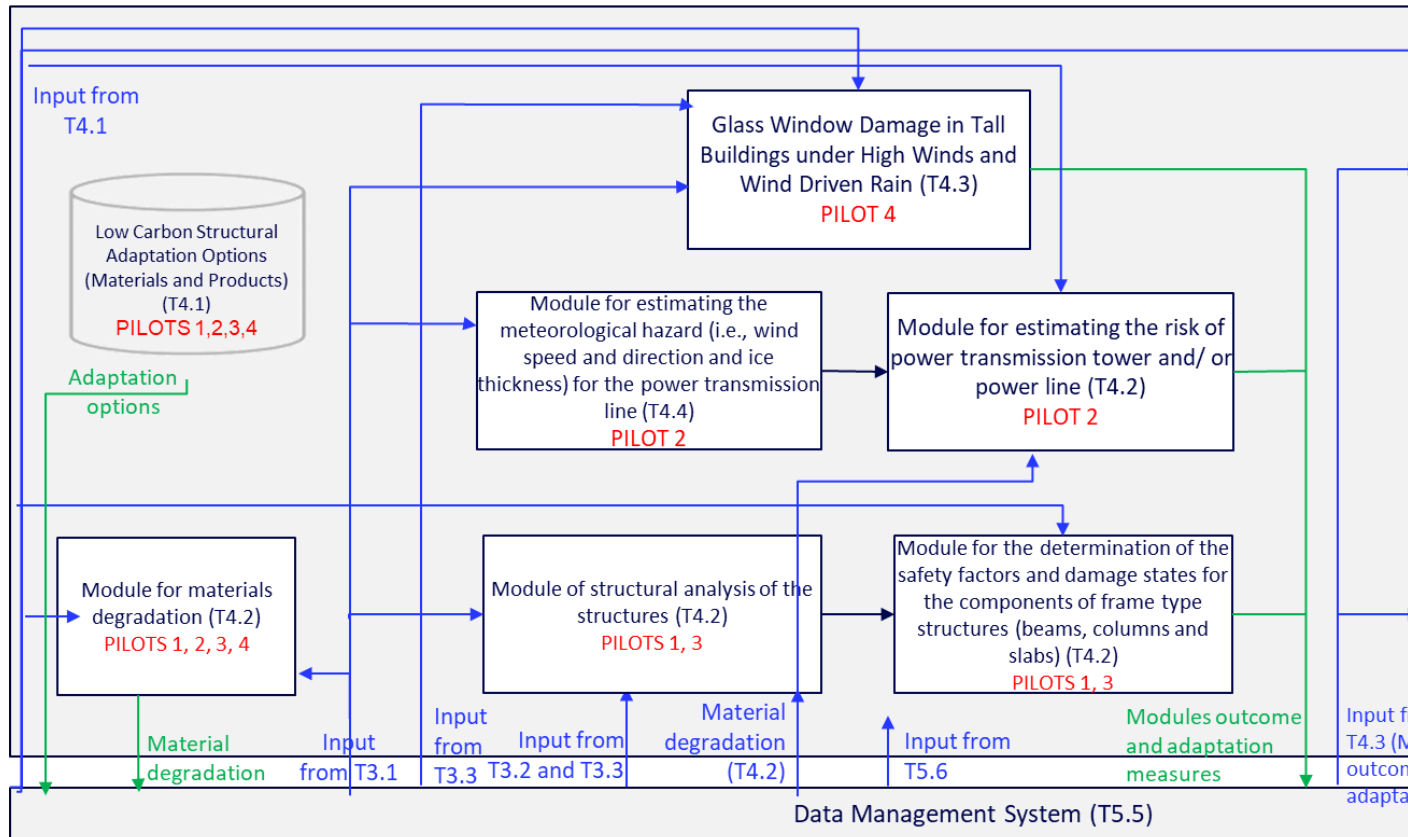 Input from
T4.1
Glass Window Damage in Tall
Buildings under High Winds and
Wind Driven Rain (T4.3)
PILOT 4
Low Carbon Structural
Adaptation Options
(Materials and Products)
(T4.1)
PILOTS 1,2,3,4
Module for estimating the
meteorological hazard (i.e., wind
speed and direction and ice
thickness) for the power transmission
line (T4.4)
PILOT 2
Module for estimating the risk of
power transmission tower and/ or
power line (T4.2)
PILOT 2
Adaptation
options
Module for materials
degradation (T4.2)
PILOTS 1, 2, 3, 4
Module of structural analysis of the
structures (T4.2)
PILOTS 1, 3
Module for the determination of the
safety factors and damage states for
the components of frame type
structures (beams, columns and
slabs) (T4.2)
PILOTS 1, 3
Material
degradation
Input
from T3.1
Input
from
T3.3
Input from
T3.2 and T3.3
Material
degradation
(T4.2)
Input from
T5.6
Modules outcome
and adaptation
measures
Input f
T4.3 (M
outcom
adapta
Data Management System (T5.5)